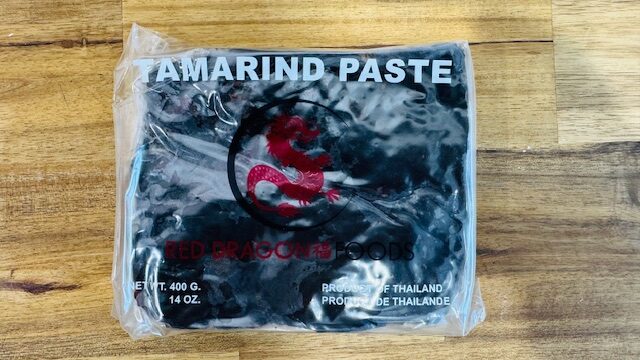 TAMARIND PASTE
RED DRAGON FOODS
NET WT. 400 G.
14 OZ.
PRODUCT OF THAILAND
PRODUIT DE THAILANDE